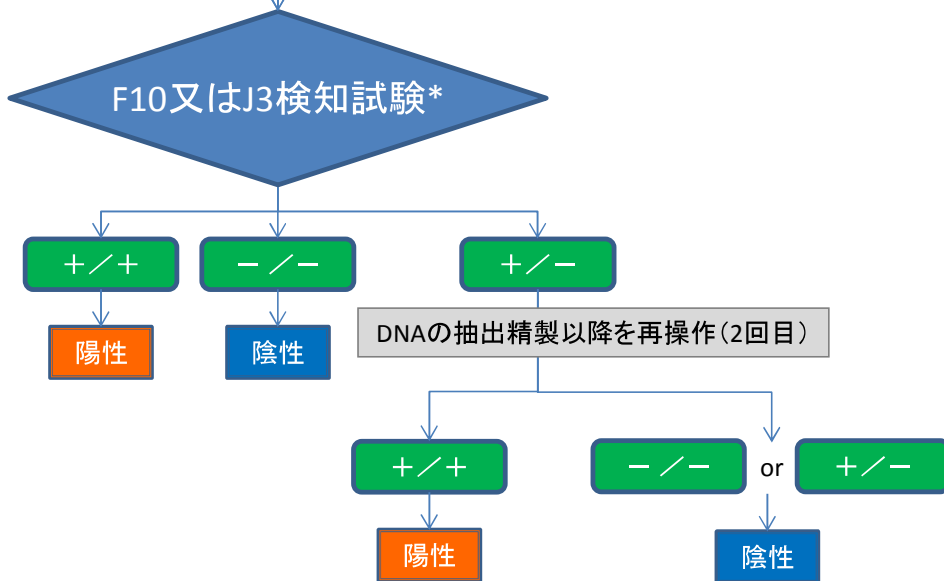 F10又はJ3検知試験*
＋／＋
－／－
＋／－
陽性
陰性
DNAの抽出精製以降を再操作（2回目）
＋／＋
－／－
or
＋／－
陽性
陰性